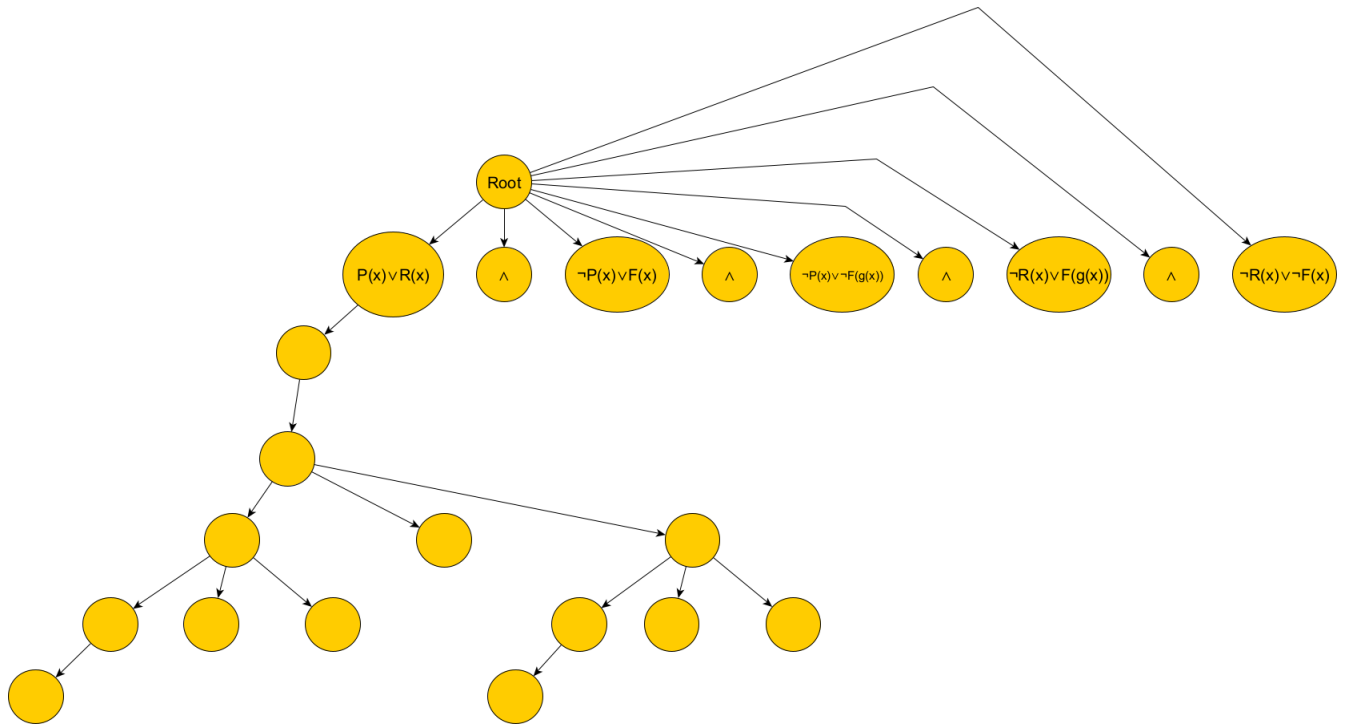 Root
P(x)∨R(x)
∧
¬P(x)∨F(x)
∧
¬P(x)∨¬F(g(x))
∧
¬R(x)∨F(g(x))
∧
¬R(x)∨¬F(x)